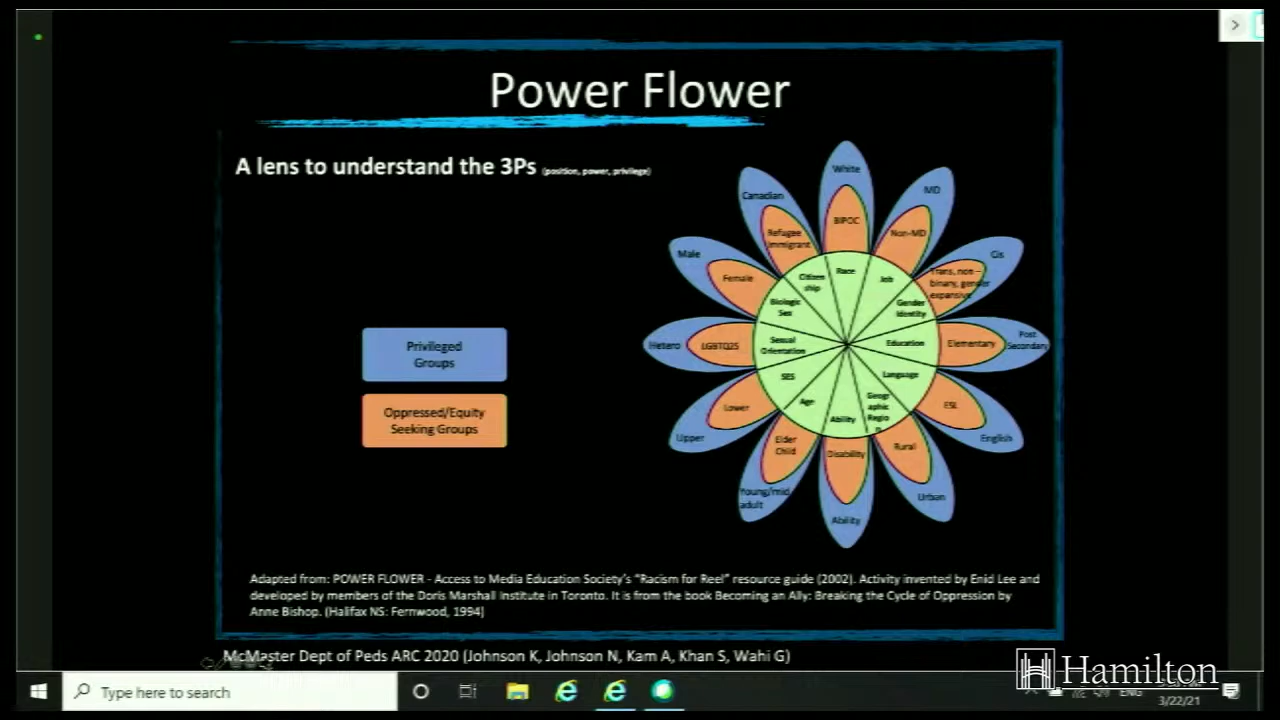 Power Flower
A lens to understand the 3Ps (position, power, privilege)
Privileged
Groups
Oppressed/Equity
Seeking Groups
White
MD
Cis
Post
Secondary
English
Urban
Ability
Young/mid
adult
Upper
Hetero
Male
Canadian
BIPOC
Non-MD
Trans, non -
binary, gender
expansive
Elementary
ESL
Rural
Disability
Elder
Child
Lower
LGBTQ2S
Female
Refugee
Immigrant
Race
Job
Gender
Identity
Education
Language
Geogr
aphic
Regio
n
Ability
Age
SES
Sexual
Orientation
Biologic
Sex
Citizen
ship
Adapted from: POWER FLOWER - Access to Media Education Society's "Racism for Reel" resource guide (2002). Activity invented by Enid Lee and
developed by members of the Doris Marshall Institute in Toronto. It is from the book Becoming an Ally: Breaking the Cycle of Oppression by
Anne Bishop. (Halifax NS: Fernwood, 1994)
McMaster Dept of Peds ARC 2020 (Johnson K, Johnson N, Kam A, Khan S, Wahi G)
Hamilton
Type here to search
ENG
3/22/21